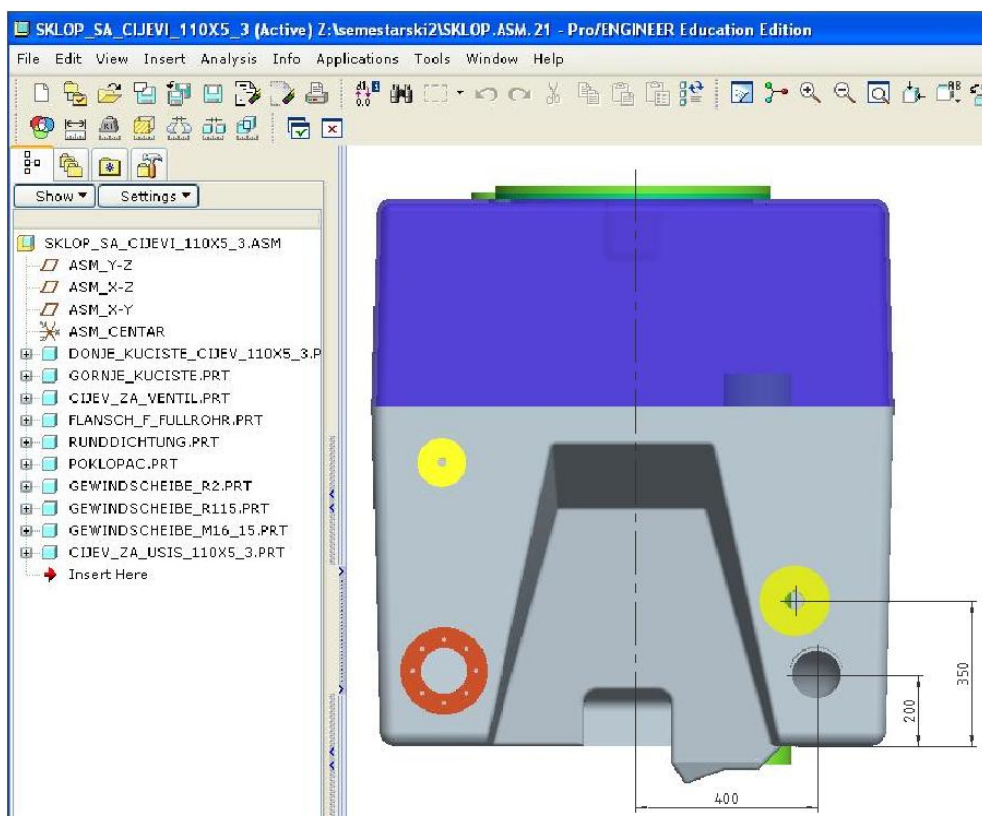 SKLOP_SA_CIJEVI_110X5_3 (Active) Z:\semestarski2\SKLOP.ASM.21 - Pro/ENGINEER Education Edition
File Edit View Insert Analysis Info Applications Tools Window Help
Show Settings
SKLOP_SA_CIJEVI_110X5_3.ASM
ASM_Y-Z
ASM_X-Z
ASM_X-Y
ASM_CENTAR
DONJE_KUCISTE_CIJEV_110X5_3.P
GORNJE_KUCISTE.PRT
CIJEV_ZA_VENTIL.PRT
FLANSCH_F_FULLROHR.PRT
RUNDDICHTUNG.PRT
POKLOPAC.PRT
GEWINDSCHEIBE_R2.PRT
GEWINDSCHEIBE_R115.PRT
GEWINDSCHEIBE_M16_15.PRT
CIJEV_ZA_USIS_110X5_3.PRT
Insert Here
350
200
400